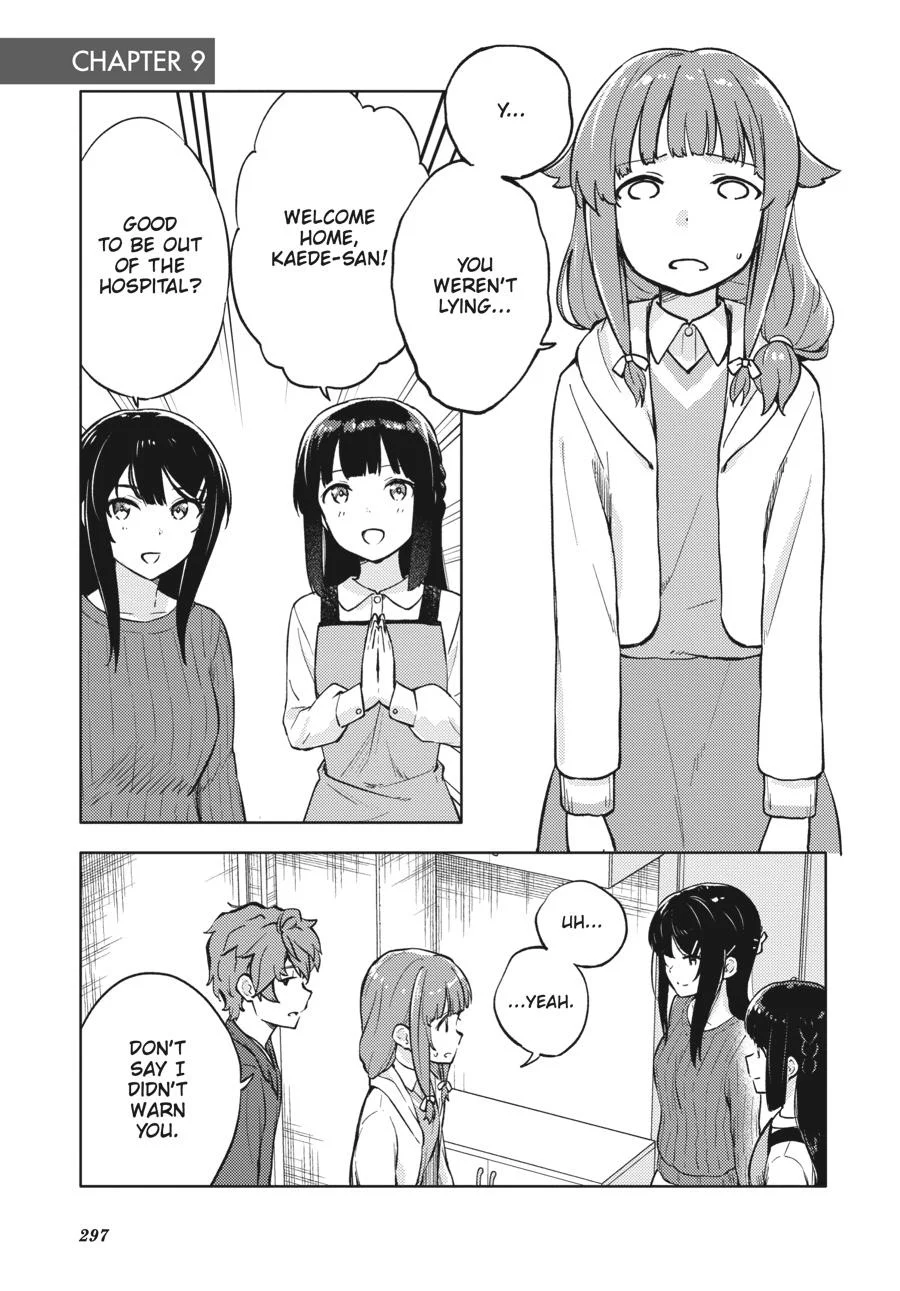 CHAPTER 9
Y...
YOU
WEREN'T
LYING...
WELCOME
HOME,
KAEDE-SAN!
GOOD
TO BE OUT
OF THE
HOSPITAL?
UH...
...YEAH.
DON'T
SAY I
DIDN'T
WARN
YOU.
297